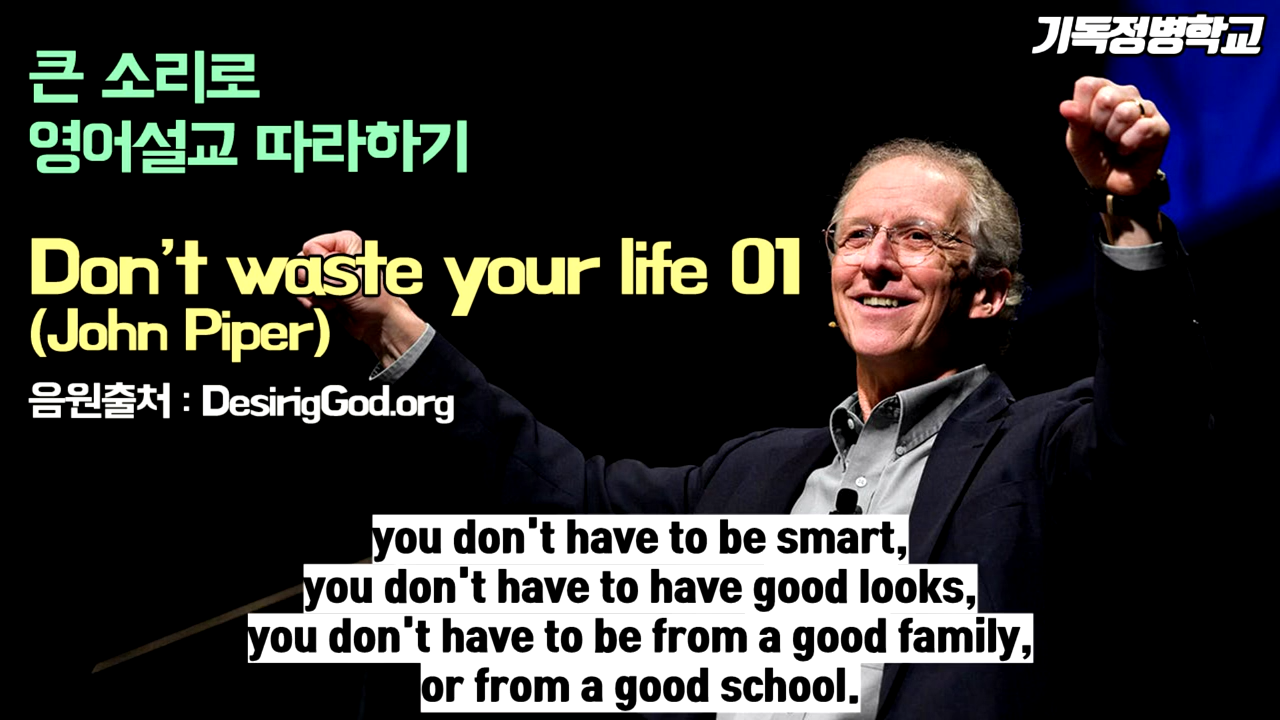 기독정병학교
큰 소리로
영어설교 따라하기
Don't waste your life 01
(John Piper)
음원출처 : DesirigGod.org
you don't have to be smart,
you don't have to have good looks,
you don't have to be from a good family,
or from a good school.